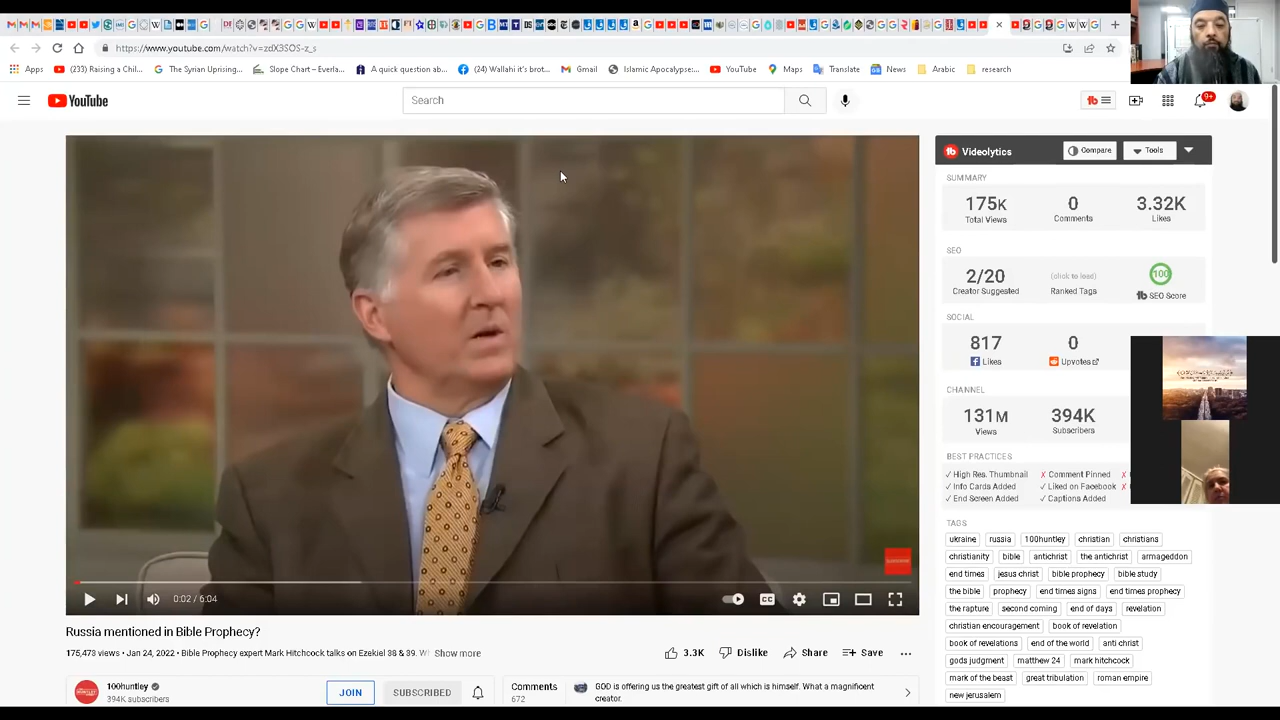 https://www.youtube.com/watch?v=zdX3SOS-z_s
Apps
(233) Raising a Chil...
The Syrian Uprising...
Slope Chart – Everla...
A quick question ab...
(24) Wallahi it's brot...
Gmail
Islamic Apocalypse:...
YouTube
Maps
Translate
News
Arabic
research
YouTube
Search
9+
Videolytics
Compare
Tools
SUMMARY
175K
Total Views
0
Comments
3.32K
Likes
SEO
2/20
Creator Suggested
(click to load)
Ranked Tags
100
SEO Score
SOCIAL
817
Likes
0
Upvotes
CHANNEL
131M
Views
394K
Subscribers
BEST PRACTICES
✓ High Res. Thumbnail
✗ Comment Pinned
✓ Info Cards Added
✓ Liked on Facebook
✓ End Screen Added
✓ Captions Added
TAGS
ukraine russia 100huntley christian christians
christianity bible antichrist the antichrist armageddon
end times jesus christ bible prophecy bible study
the bible prophecy end times signs end times prophecy
the rapture second coming end of days revelation
christian encouragement book of revelation
book of revelations end of the world anti christ
gods judgment matthew 24 mark hitchcock
mark of the beast great tribulation roman empire
new jerusalem
SUBSCRIBE
0:02 / 6:04
CC
Russia mentioned in Bible Prophecy?
175,473 views • Jan 24, 2022 • Bible Prophecy expert Mark Hitchcock talks on Ezekiel 38 & 39. W Show more
3.3K
Dislike
Share
Save
100huntley
394K subscribers
JOIN
SUBSCRIBED
Comments
672
GOD is offering us the greatest gift of all which is himself. What a magnificent
creator.